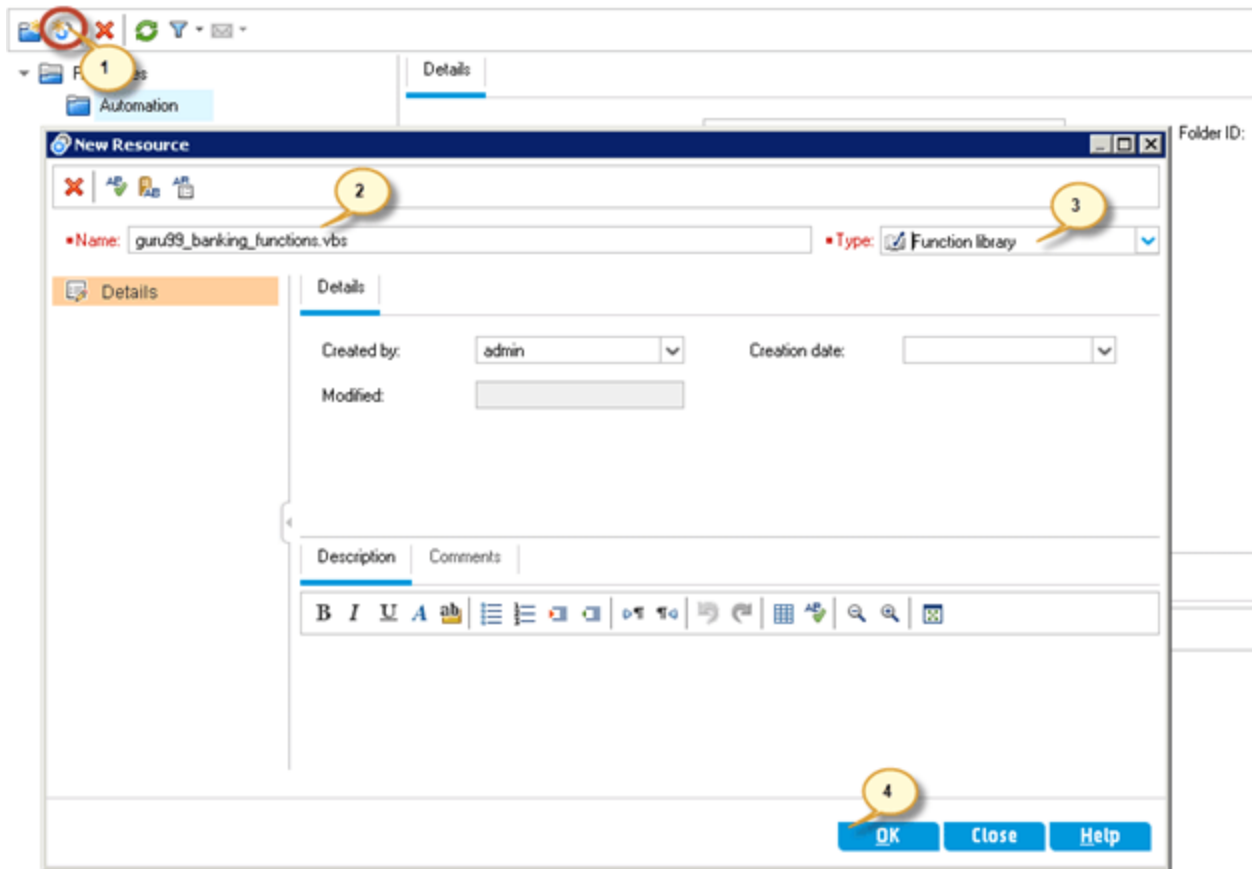 1
Details
Automation
Folder ID:
New Resource
2
3
Name: guru99_banking_functions.vbs
Type: Function library
Details
Details
Created by: admin
Creation date:
Modified:
Description
Comments
B I U A ab
4
OK
Close
Help